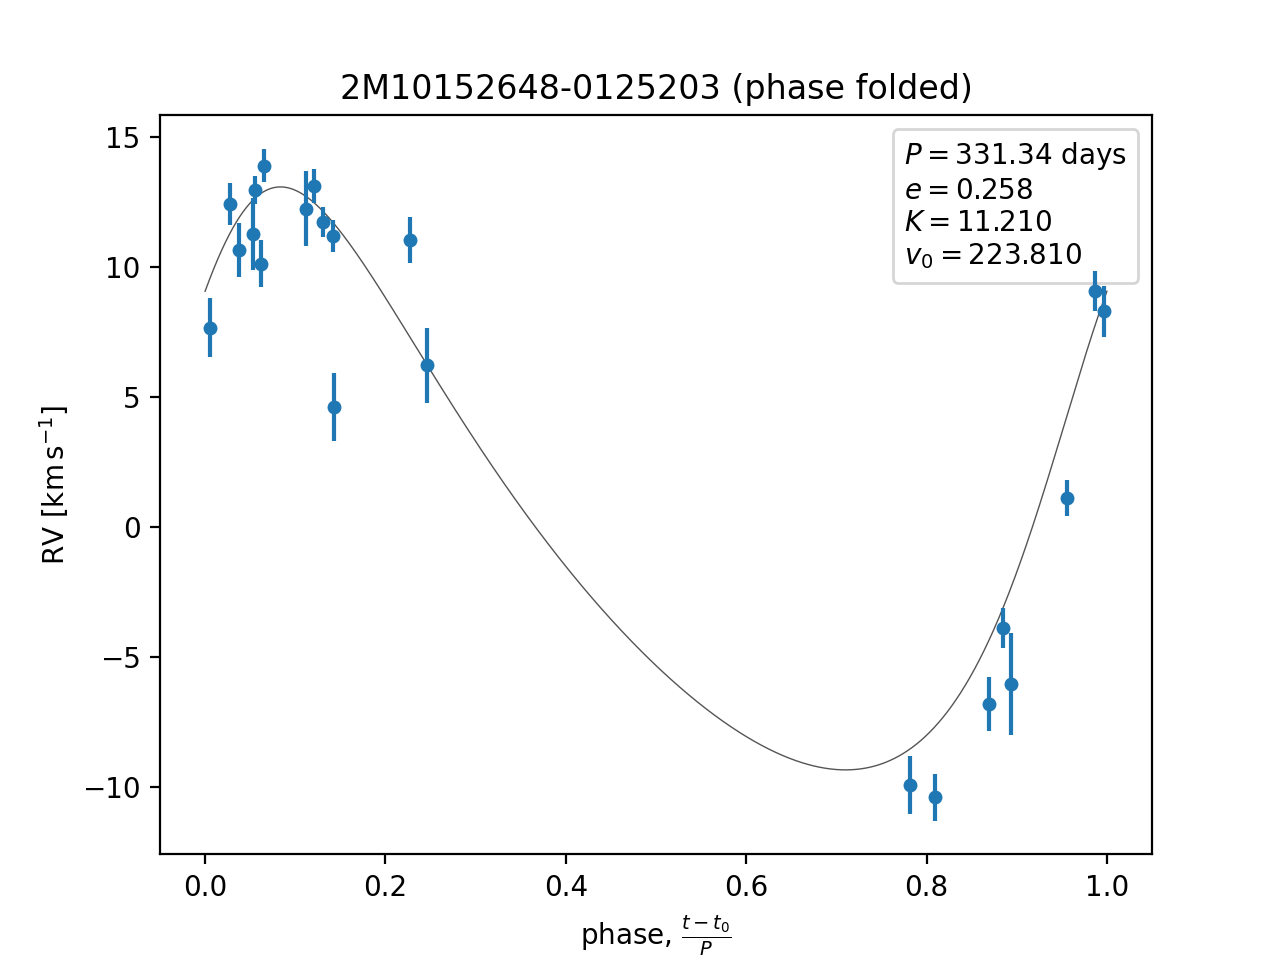 2M10152648-0125203 (phase folded)
P = 331.34 days
e = 0.258
K = 11.210
v₀ = 223.810
15
10
5
0
−5
−10
RV [km s⁻¹]
0.0 0.2 0.4 0.6 0.8 1.0
phase, (t − t₀)/P